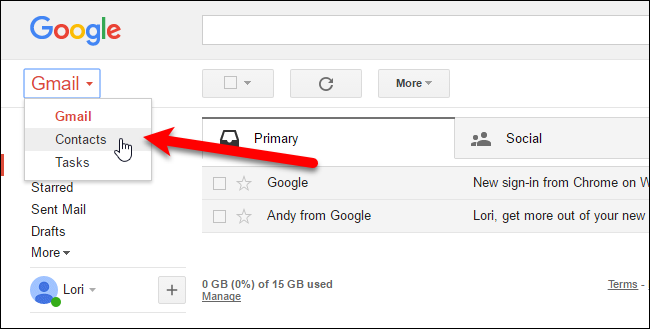 Google
Gmail
More
Gmail
Contacts
Tasks
Primary
Social
Starred
Sent Mail
Drafts
More
Google
New sign-in from Chrome on W
Andy from Google
Lori, get more out of your new
Lori
+
0 GB (0%) of 15 GB used
Manage
Terms -